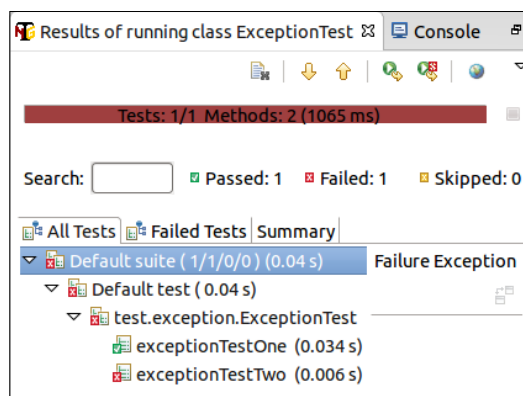 Results of running class ExceptionTest Console
Tests: 1/1 Methods: 2 (1065 ms)
Search: Passed: 1 Failed: 1 Skipped: 0
All Tests Failed Tests Summary
Default suite ( 1/1/0/0 ) (0.04 s) Failure Exception
Default test ( 0.04 s)
test.exception.ExceptionTest
exceptionTestOne (0.034 s)
exceptionTestTwo (0.006 s)